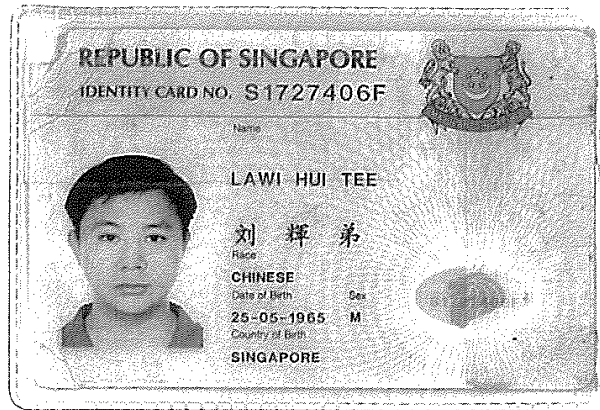 REPUBLIC OF SINGAPORE
IDENTITY CARD NO. S1727406F
Name
LAWI HUI TEE
刘 輝 弟
Race
CHINESE
Date of Birth Sex
25-05-1965 M
Country of Birth
SINGAPORE